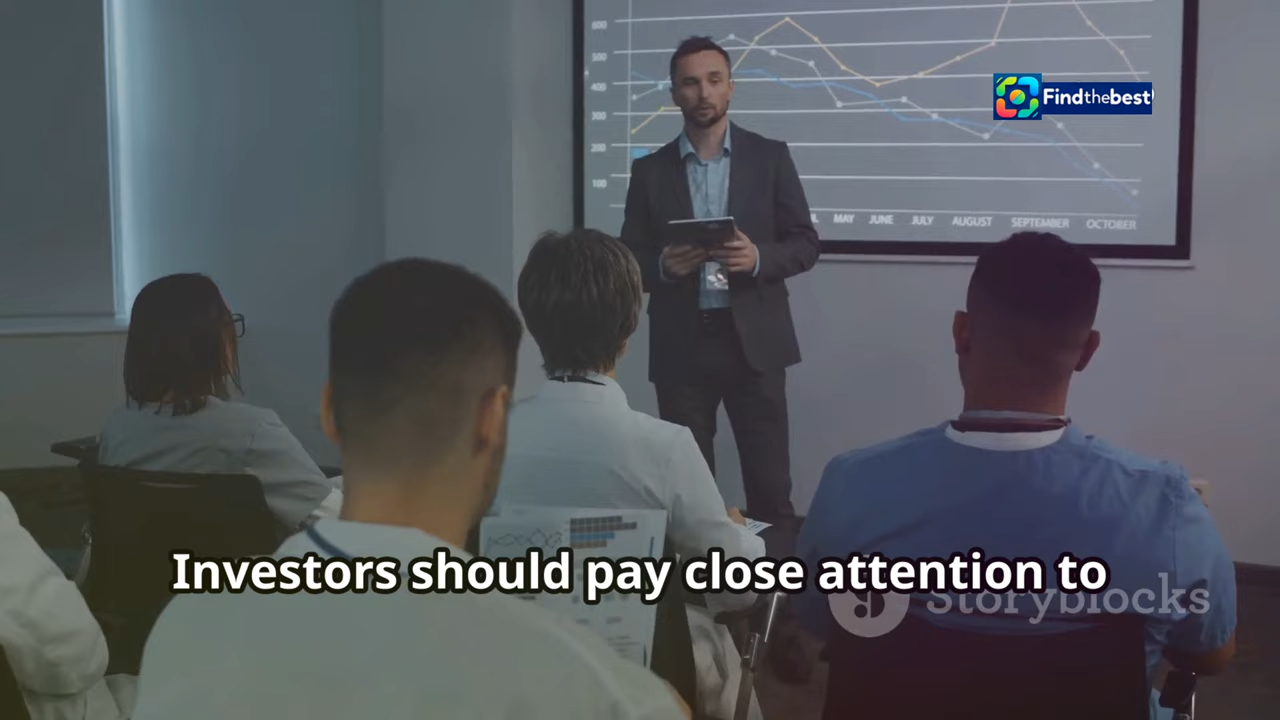 600
500
400
300
200
100
MAY JUNE JULY AUGUST SEPTEMBER OCTOBER
Findthebest
Investors should pay close attention to
Storyblocks